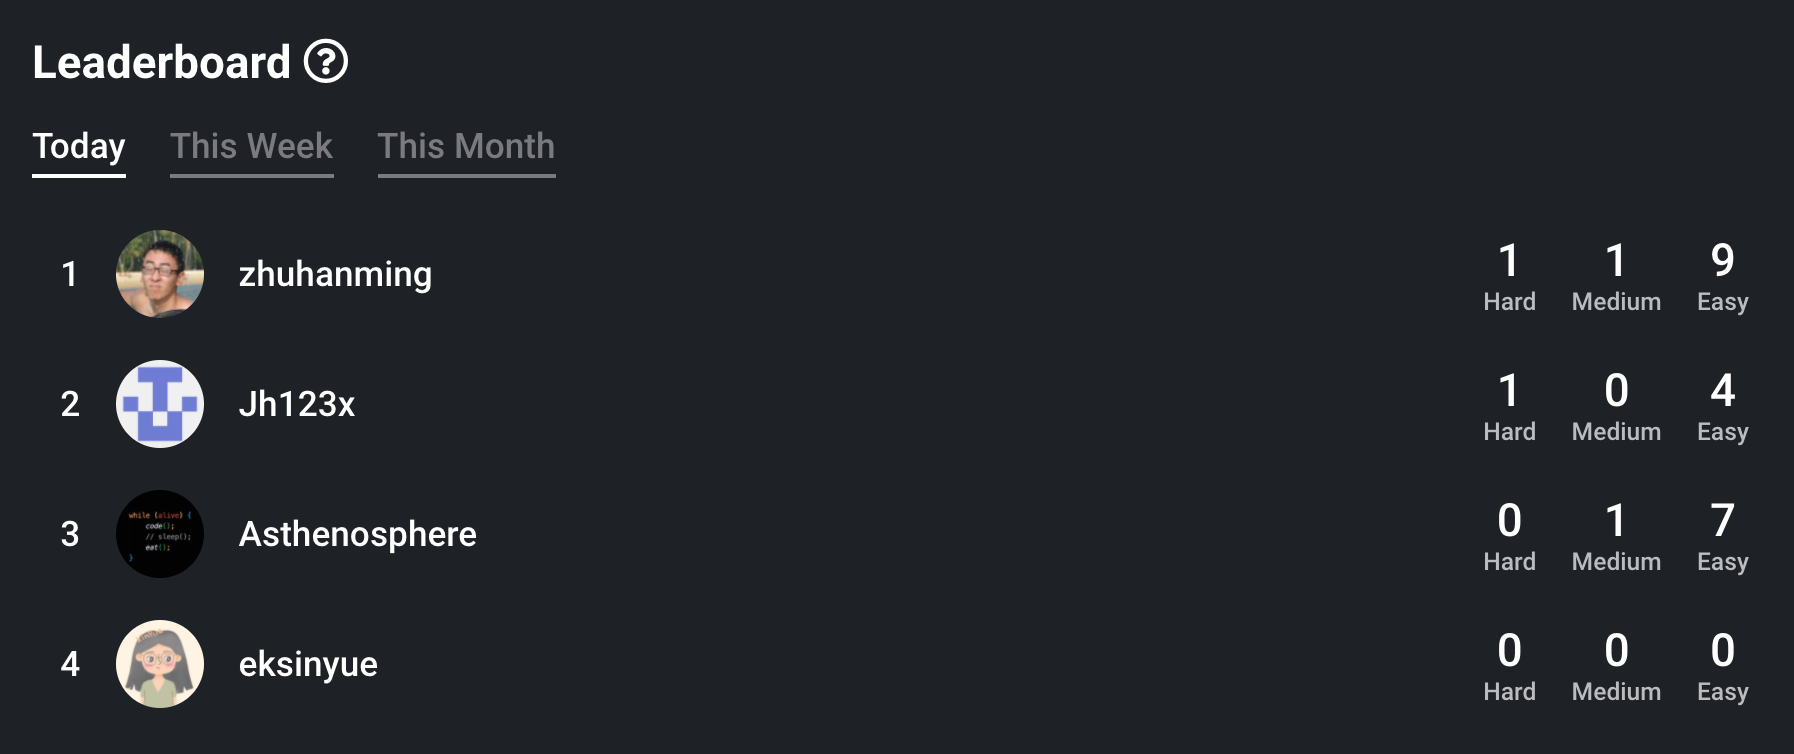 Leaderboard ?
Today This Week This Month
1 zhuhanming 1 Hard 1 Medium 9 Easy
2 Jh123x 1 Hard 0 Medium 4 Easy
3 Asthenosphere 0 Hard 1 Medium 7 Easy
while (alive) {
code();
// sleep();
eat();
}
4 eksinyue 0 Hard 0 Medium 0 Easy